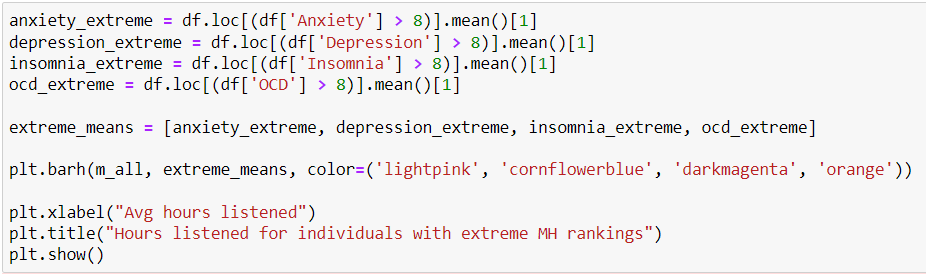 anxiety_extreme = df.loc[(df['Anxiety'] > 8)].mean()[1]
depression_extreme = df.loc[(df['Depression'] > 8)].mean()[1]
insomnia_extreme = df.loc[(df['Insomnia'] > 8)].mean()[1]
ocd_extreme = df.loc[(df['OCD'] > 8)].mean()[1]
extreme_means = [anxiety_extreme, depression_extreme, insomnia_extreme, ocd_extreme]
plt.barh(m_all, extreme_means, color=('lightpink', 'cornflowerblue', 'darkmagenta', 'orange'))
plt.xlabel("Avg hours listened")
plt.title("Hours listened for individuals with extreme MH rankings")
plt.show()